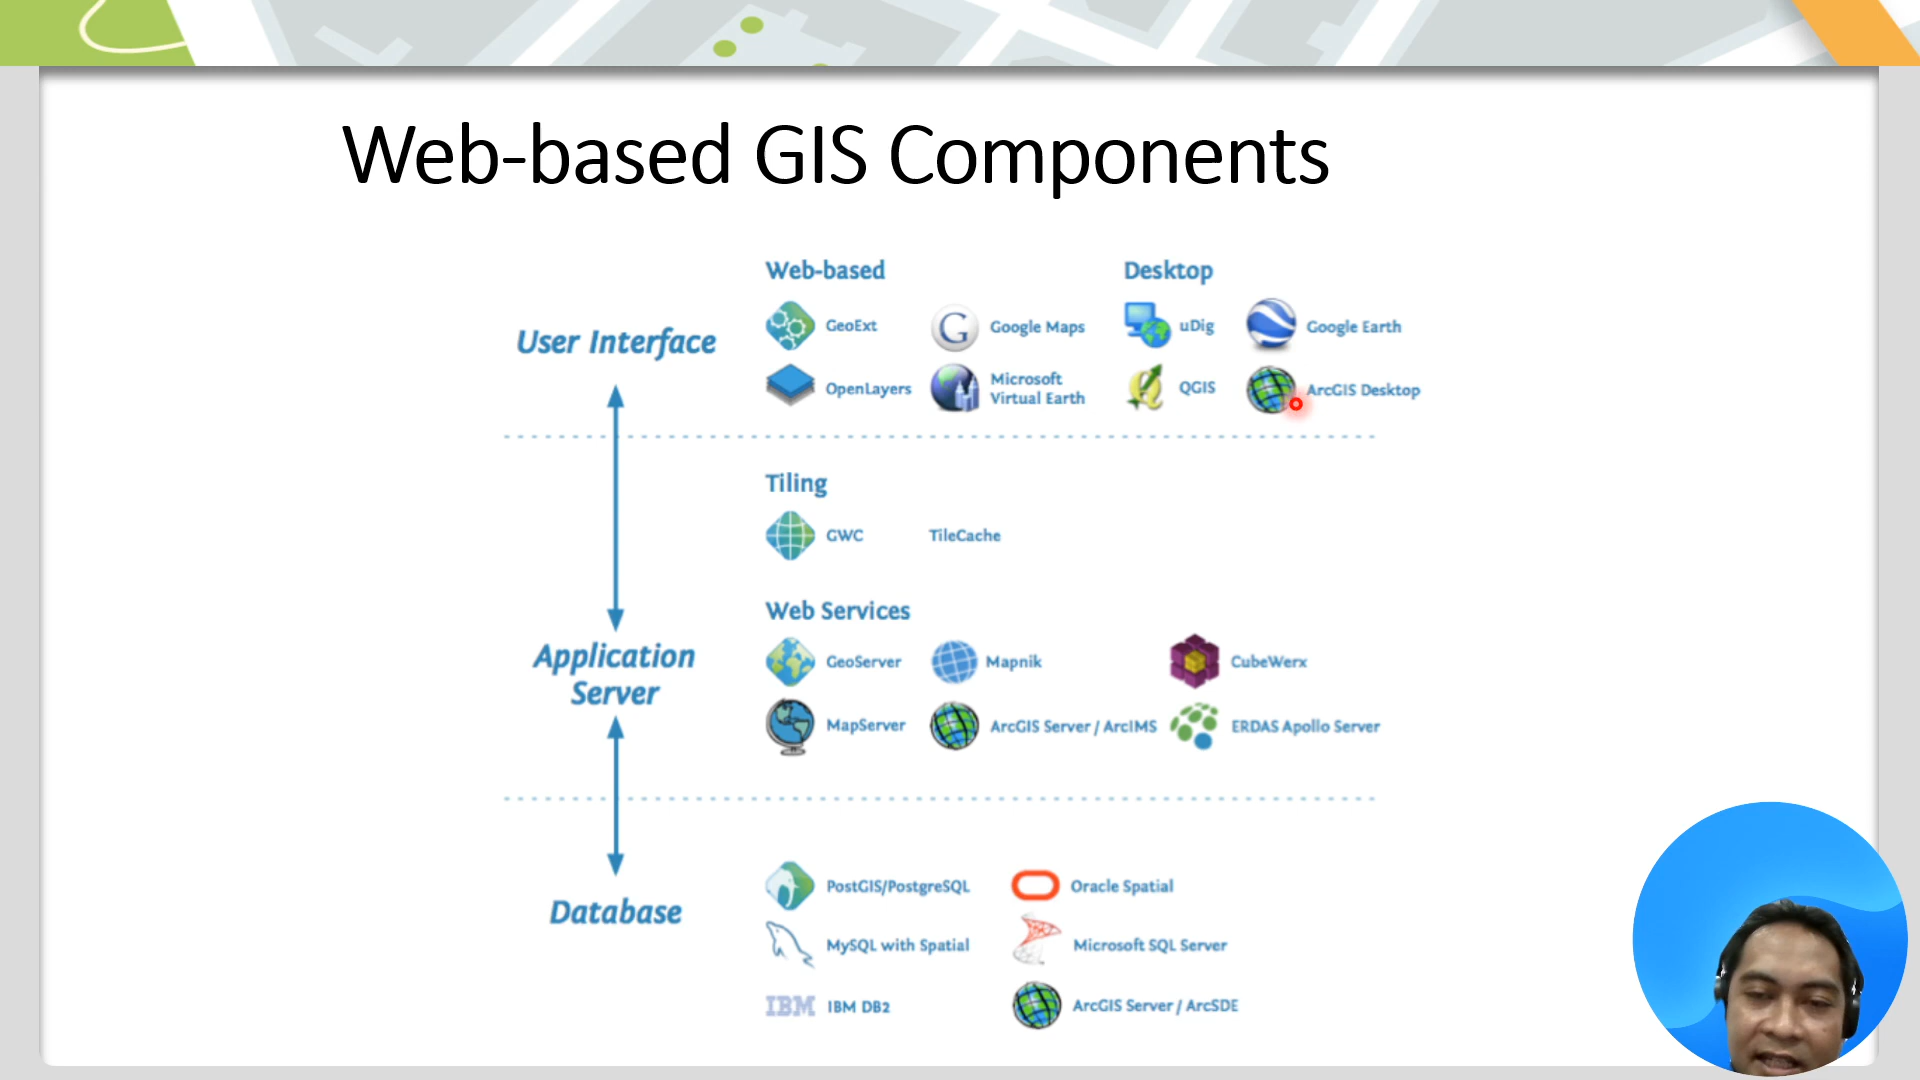 Web-based GIS Components
Web-based
Desktop
User Interface
GeoExt
Google Maps
uDig
Google Earth
OpenLayers
Microsoft
Virtual Earth
QGIS
ArcGIS Desktop
Tiling
GWC
TileCache
Application
Server
Web Services
GeoServer
Mapnik
CubeWerx
MapServer
ArcGIS Server / ArcIMS
ERDAS Apollo Server
Database
PostGIS/PostgreSQL
Oracle Spatial
MySQL with Spatial
Microsoft SQL Server
IBM IBM DB2
ArcGIS Server / ArcSDE